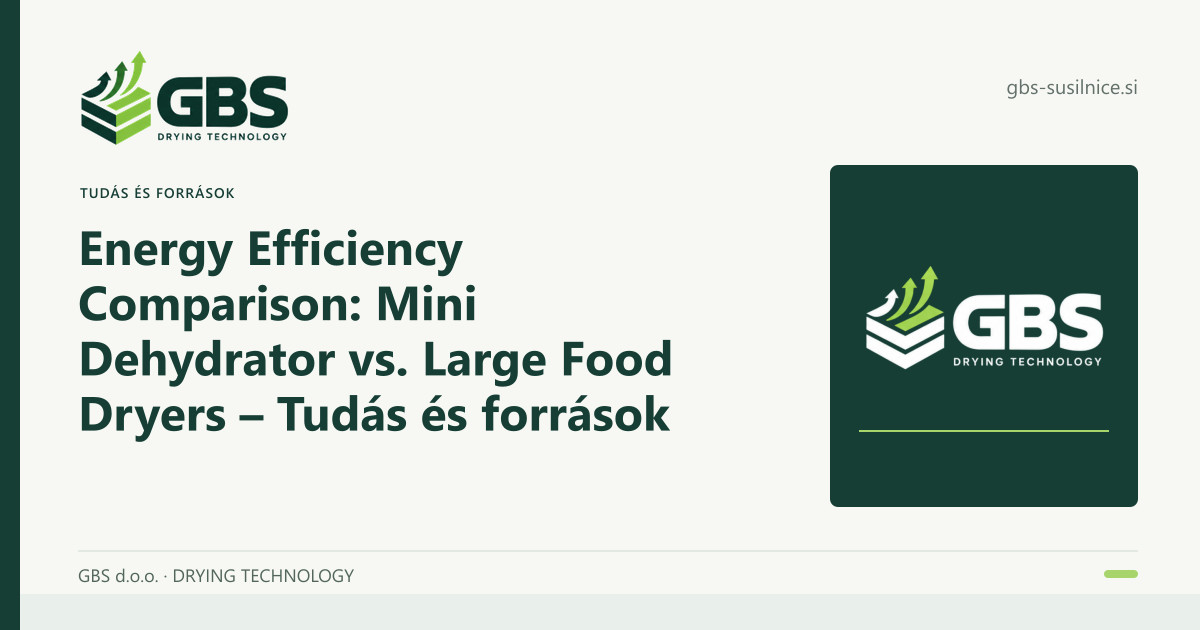 GBS
DRYING TECHNOLOGY
gbs-susilnice.si
TUDÁS ÉS FORRÁSOK
Energy Efficiency
Comparison: Mini
Dehydrator vs. Large Food
Dryers – Tudás és források
GBS
DRYING TECHNOLOGY
GBS d.o.o. · DRYING TECHNOLOGY